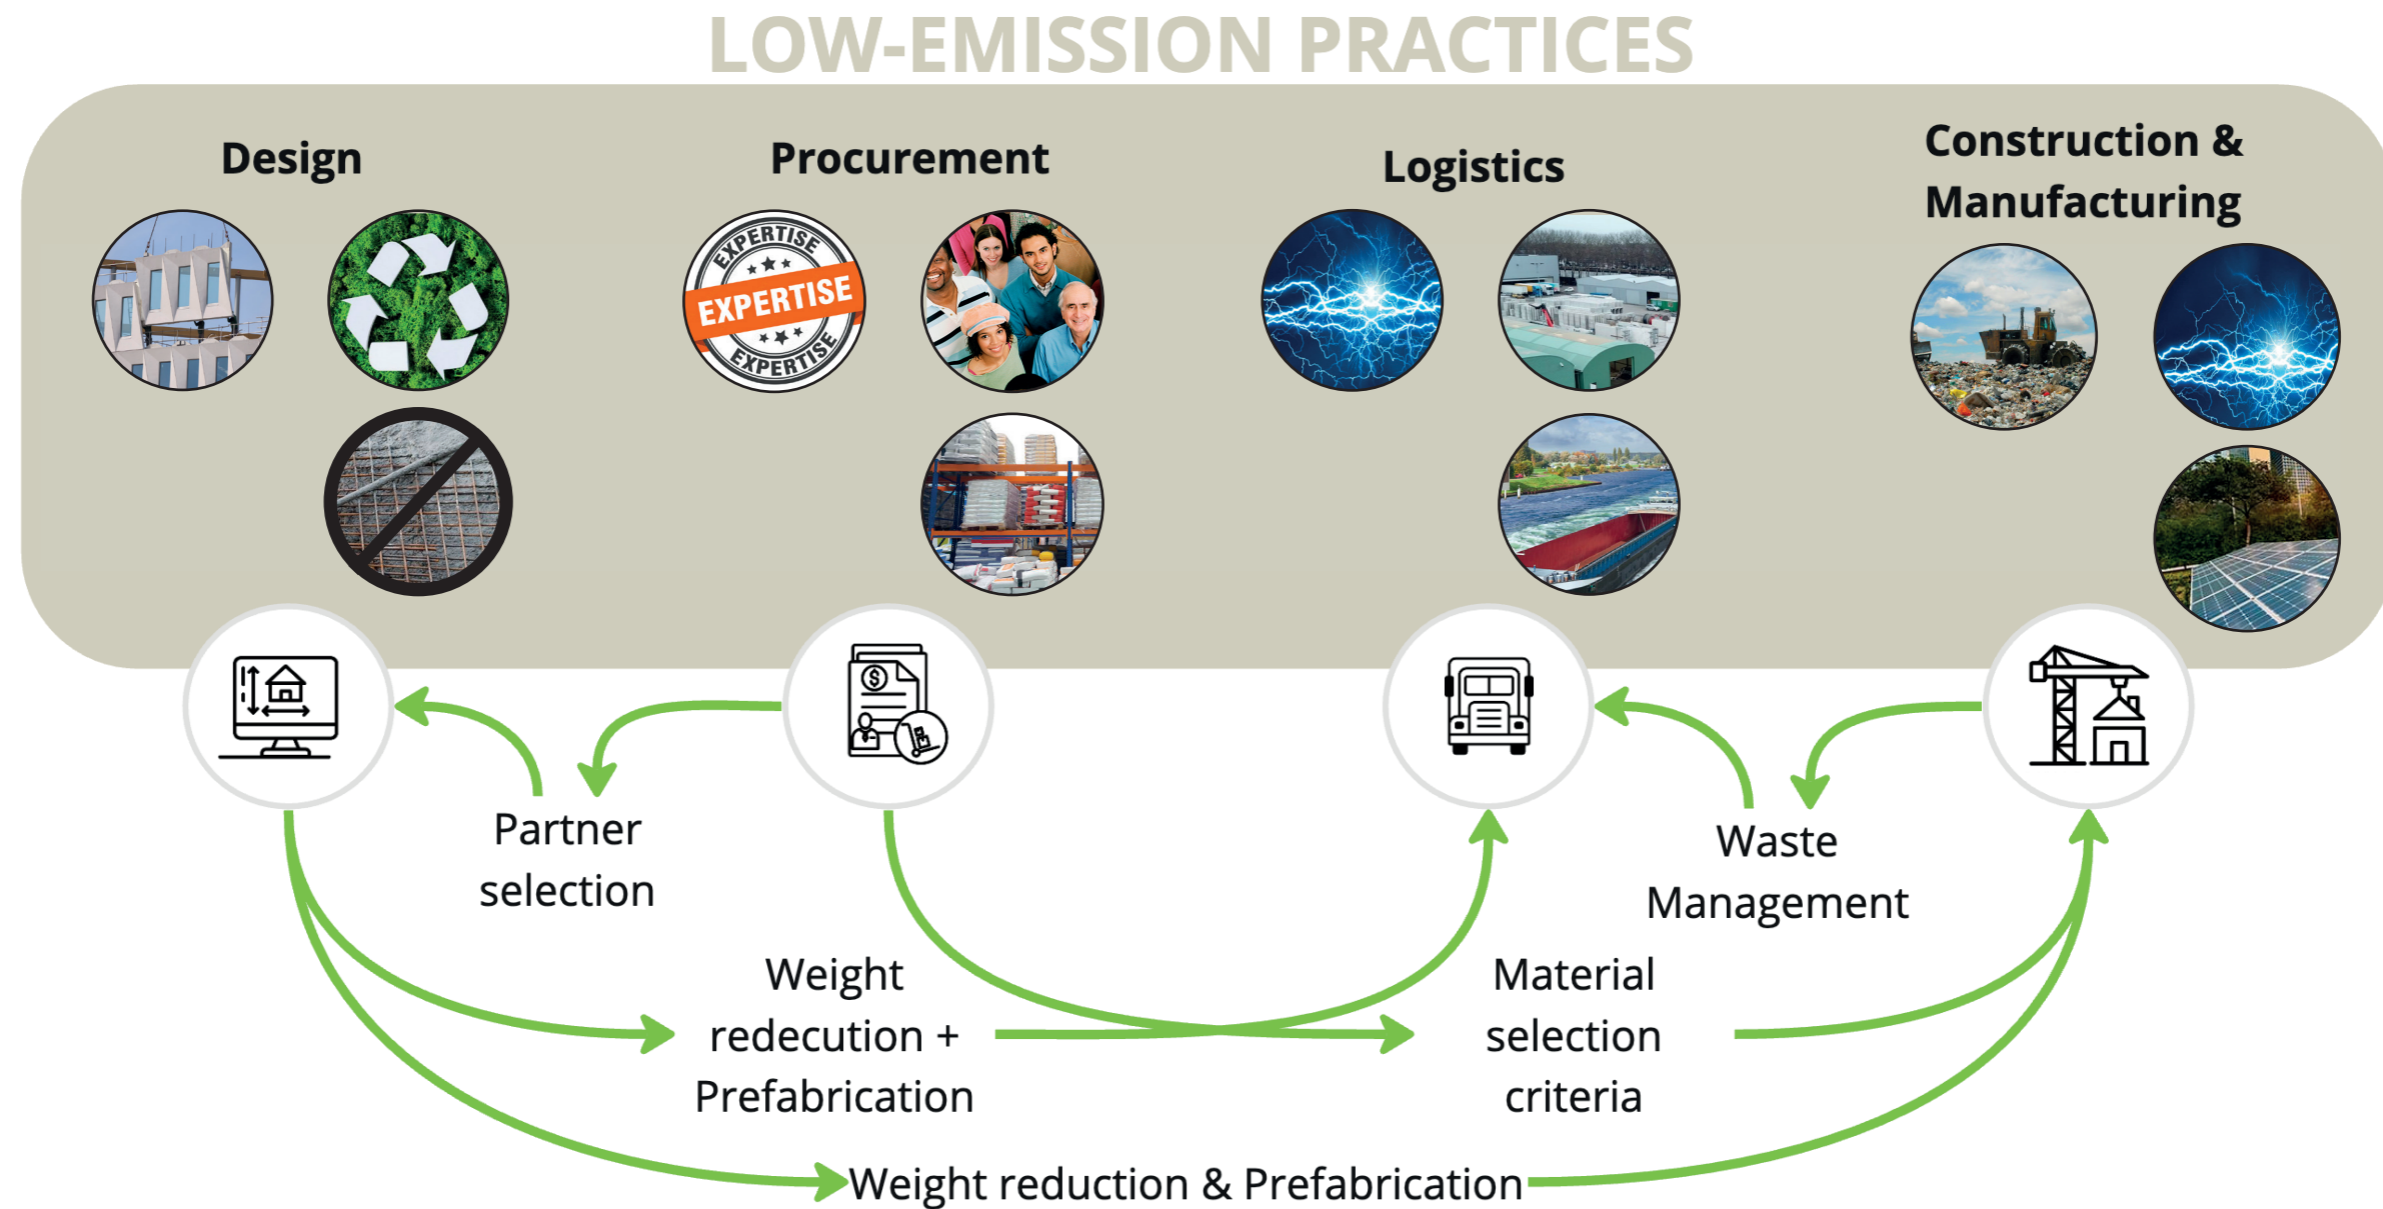 LOW-EMISSION PRACTICES
Design
Procurement
Logistics
Construction &
Manufacturing
EXPERTISE
EXPERTISE
EXPERTISE
$
Partner
selection
Waste
Management
Weight
redecution +
Prefabrication
Material
selection
criteria
Weight reduction & Prefabrication